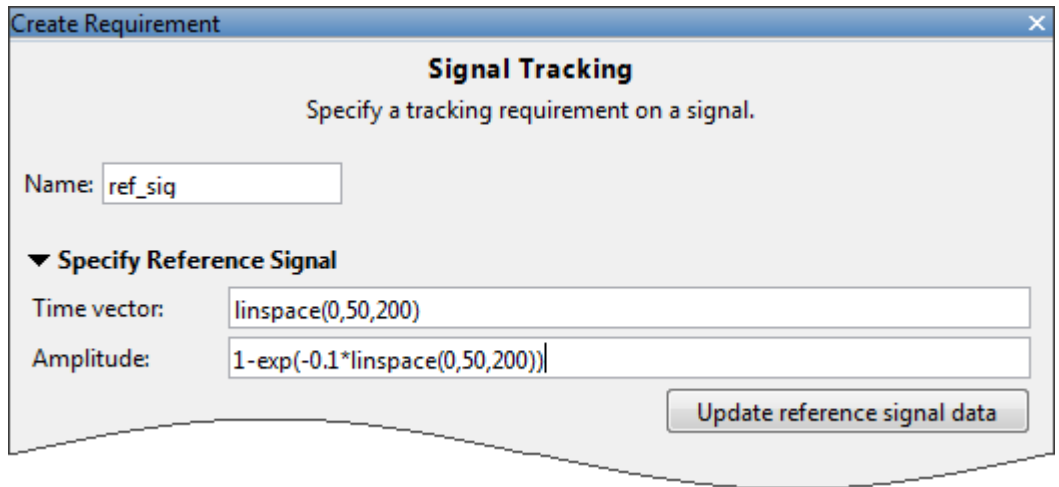 Create Requirement
Signal Tracking
Specify a tracking requirement on a signal.
Name: ref_sig
Specify Reference Signal
Time vector: linspace(0,50,200)
Amplitude: 1-exp(-0.1*linspace(0,50,200))
Update reference signal data